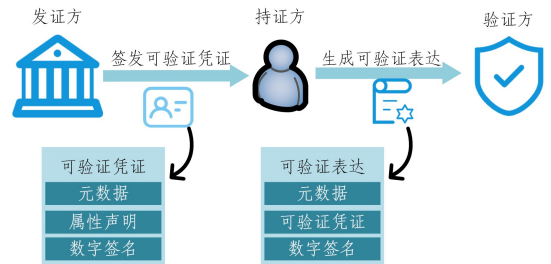 发证方
持证方
验证方
签发可验证凭证
生成可验证表达
可验证凭证
元数据
属性声明
数字签名
可验证表达
元数据
可验证凭证
数字签名